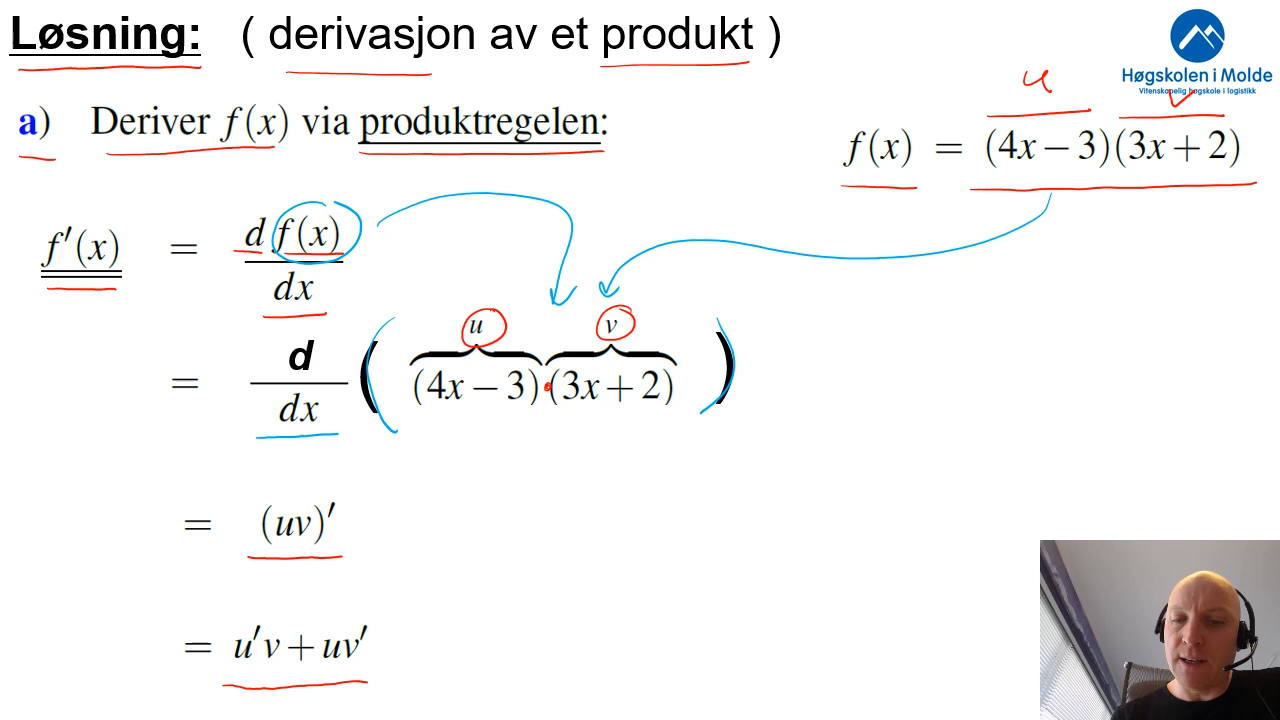 Løsning: ( derivasjon av et produkt )
Høgskolen i Molde
Vitenskapelig høgskole i logistikk
a) Deriver f(x) via produktregelen:
u v
f(x) = (4x − 3)(3x + 2)
f′(x) = d f(x)
dx
u v
= d ( (4x − 3)·(3x + 2) )
dx
= (uv)′
= u′v + uv′